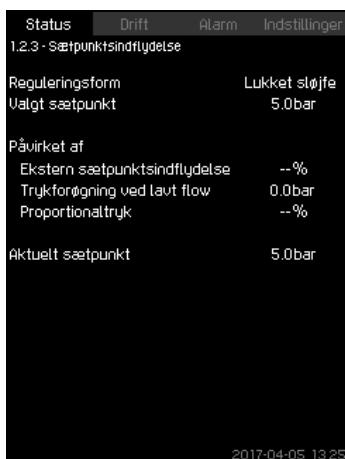 Status Drift Alarm Indstillinger
1.2.3 - Sætpunktsindflydelse
Reguleringsform Lukket sløjfe
Valgt sætpunkt 5.0bar
Påvirket af
Ekstern sætpunktsindflydelse --%
Trykforøgning ved lavt flow 0.0bar
Proportionaltryk --%
Aktuelt sætpunkt 5.0bar
2017-04-05 13:25